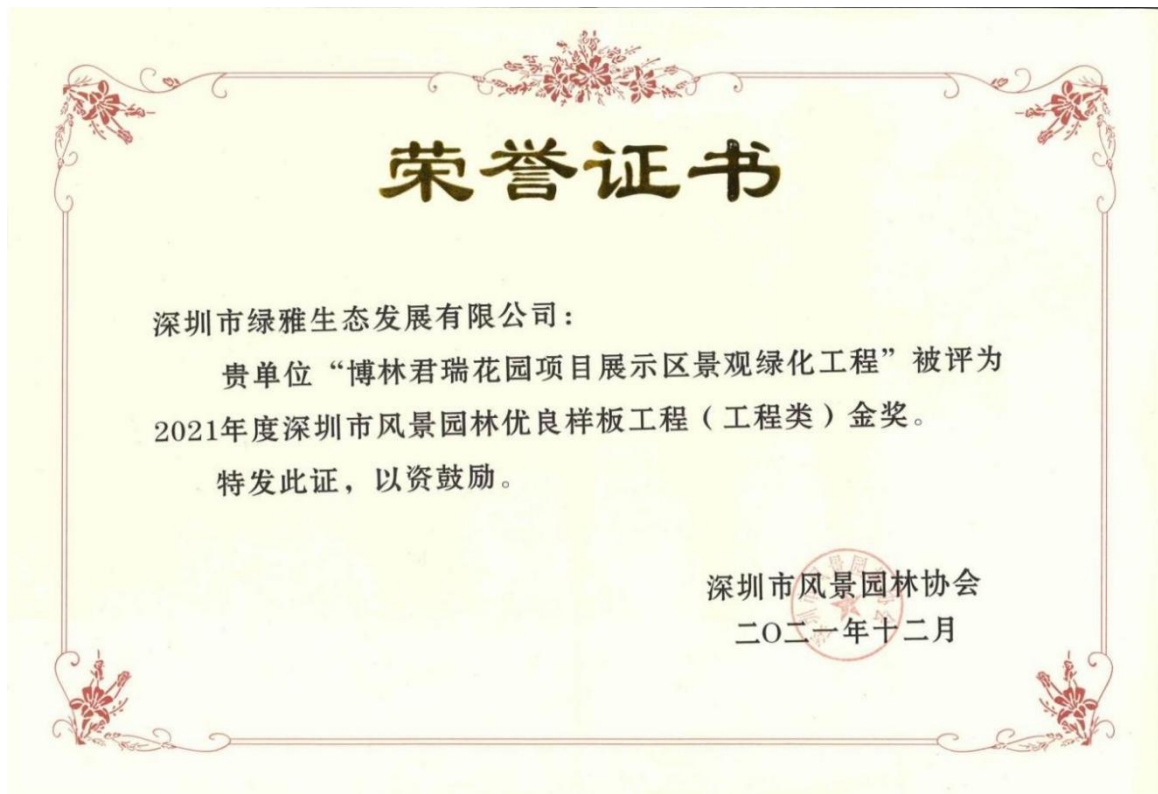 荣誉证书
深圳市绿雅生态发展有限公司：
贵单位“博林君瑞花园项目展示区景观绿化工程”被评为
2021年度深圳市风景园林优良样板工程（工程类）金奖。
特发此证，以资鼓励。
深圳市风景园林协会
二〇二一年十二月